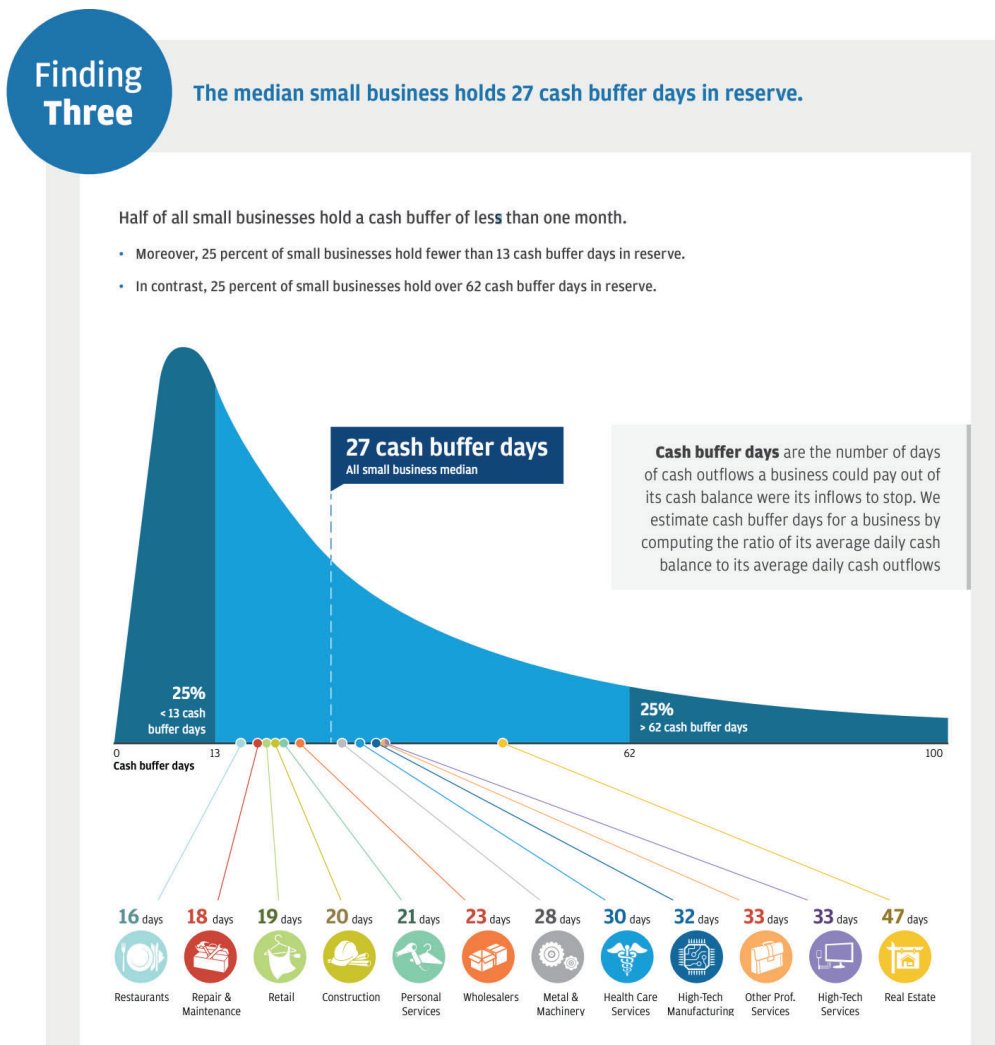 Finding
Three
The median small business holds 27 cash buffer days in reserve.
Half of all small businesses hold a cash buffer of less than one month.
• Moreover, 25 percent of small businesses hold fewer than 13 cash buffer days in reserve.
• In contrast, 25 percent of small businesses hold over 62 cash buffer days in reserve.
27 cash buffer days
All small business median
Cash buffer days are the number of days
of cash outflows a business could pay out of
its cash balance were its inflows to stop. We
estimate cash buffer days for a business by
computing the ratio of its average daily cash
balance to its average daily cash outflows
25%
< 13 cash
buffer days
25%
> 62 cash buffer days
0 13 62 100
Cash buffer days
16 days 18 days 19 days 20 days 21 days 23 days 28 days 30 days 32 days 33 days 33 days 47 days
Restaurants Repair & Retail Construction Personal Wholesalers Metal & Health Care High-Tech Other Prof. High-Tech Real Estate
Maintenance Services Machinery Services Manufacturing Services Services